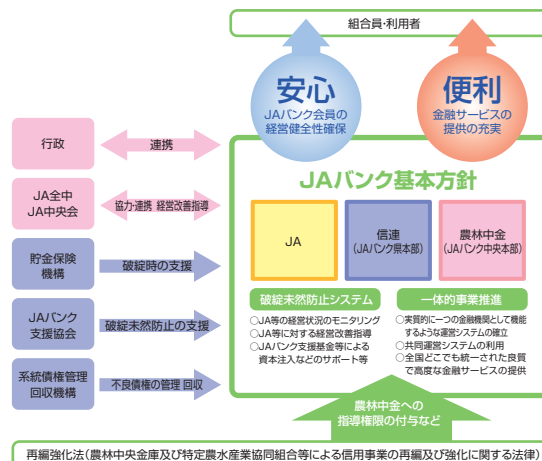 組合員・利用者
安心
JAバンク会員の
経営健全性確保
便利
金融サービスの
提供の充実
行政
連携
JA全中
JA中央会
協力・連携 経営改善指導
貯金保険
機構
破綻時の支援
JAバンク
支援協会
破綻未然防止の支援
系統債権管理
回収機構
不良債権の管理 回収
JAバンク基本方針
JA
信連
(JAバンク県本部)
農林中金
(JAバンク中央本部)
破綻未然防止システム
○JA等の経営状況のモニタリング
○JA等に対する経営改善指導
○JAバンク支援基金等による
資本注入などのサポート等
一体的事業推進
○実質的に一つの金融機関として機能
するような運営システムの確立
○共同運営システムの利用
○全国どこでも統一された良質
で高度な金融サービスの提供
農林中金への
指導権限の付与など
再編強化法(農林中央金庫及び特定農水産業協同組合等による信用事業の再編及び強化に関する法律)